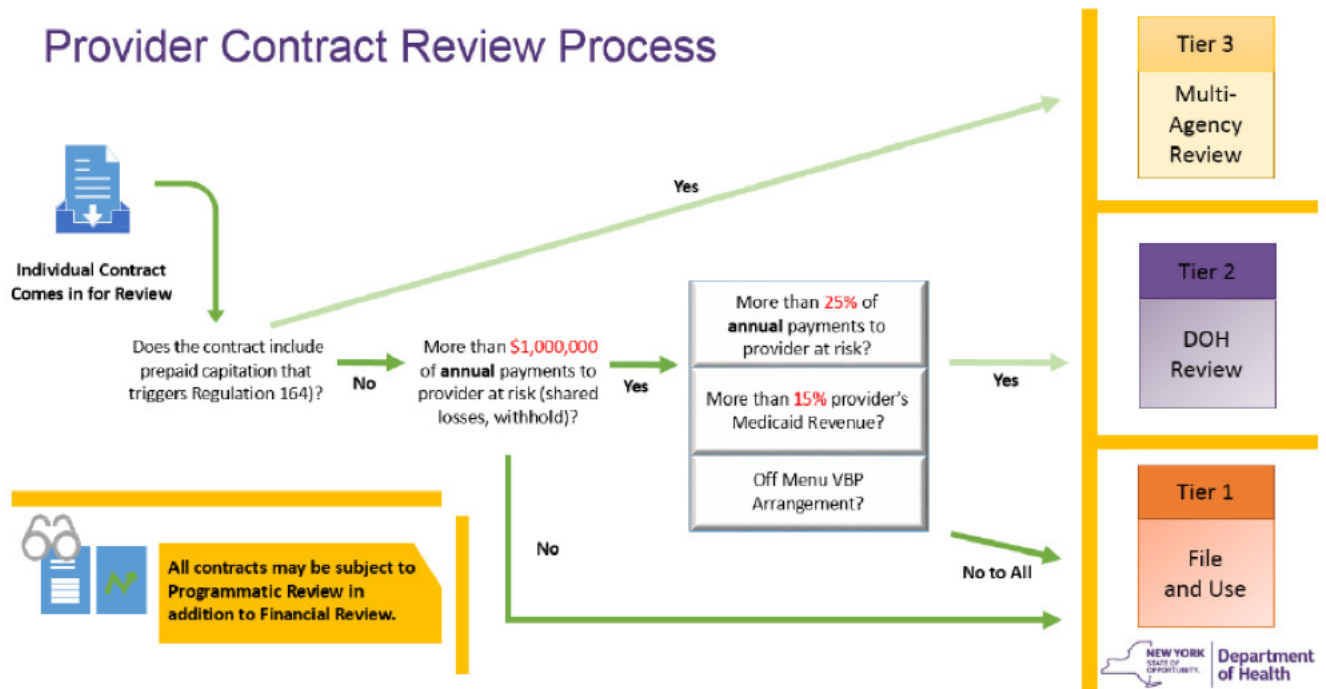 Provider Contract Review Process
Individual Contract
Comes in for Review
Does the contract include
prepaid capitation that
triggers Regulation 164)?
Yes
No
More than $1,000,000
of annual payments to
provider at risk (shared
losses, withhold)?
Yes
No
More than 25% of
annual payments to
provider at risk?
More than 15% provider's
Medicaid Revenue?
Off Menu VBP
Arrangement?
Yes
No to All
Tier 3
Multi-
Agency
Review
Tier 2
DOH
Review
Tier 1
File
and Use
All contracts may be subject to
Programmatic Review in
addition to Financial Review.
NEW YORK
STATE OF
OPPORTUNITY.
Department
of Health